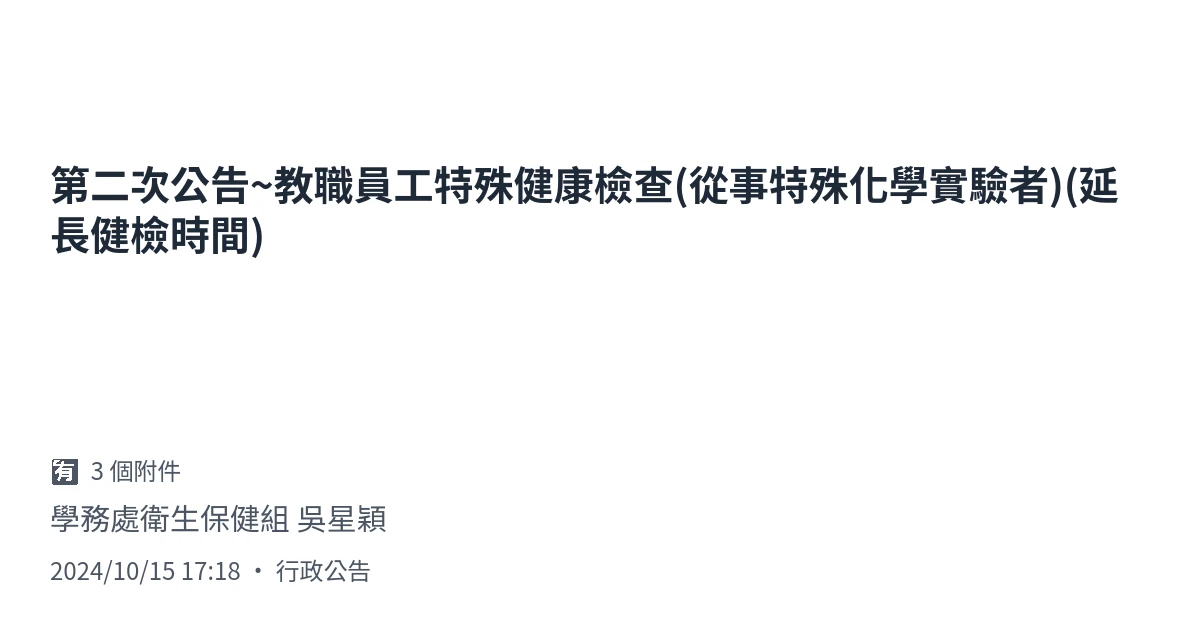 第二次公告~教職員工特殊健康檢查(從事特殊化學實驗者)(延
長健檢時間)
🈶 3 個附件
學務處衛生保健組 吳星穎
2024/10/15 17:18 • 行政公告